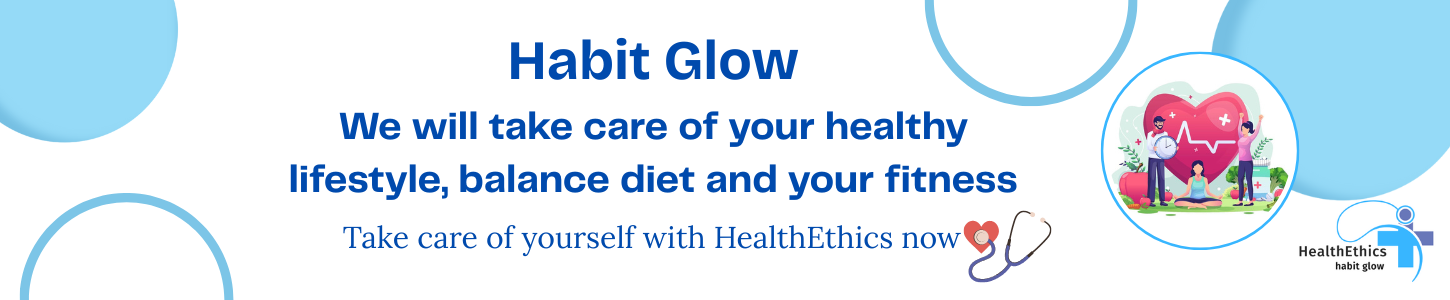 Habit Glow
We will take care of your healthy
lifestyle, balance diet and your fitness
Take care of yourself with HealthEthics now
HealthEthics
habit glow